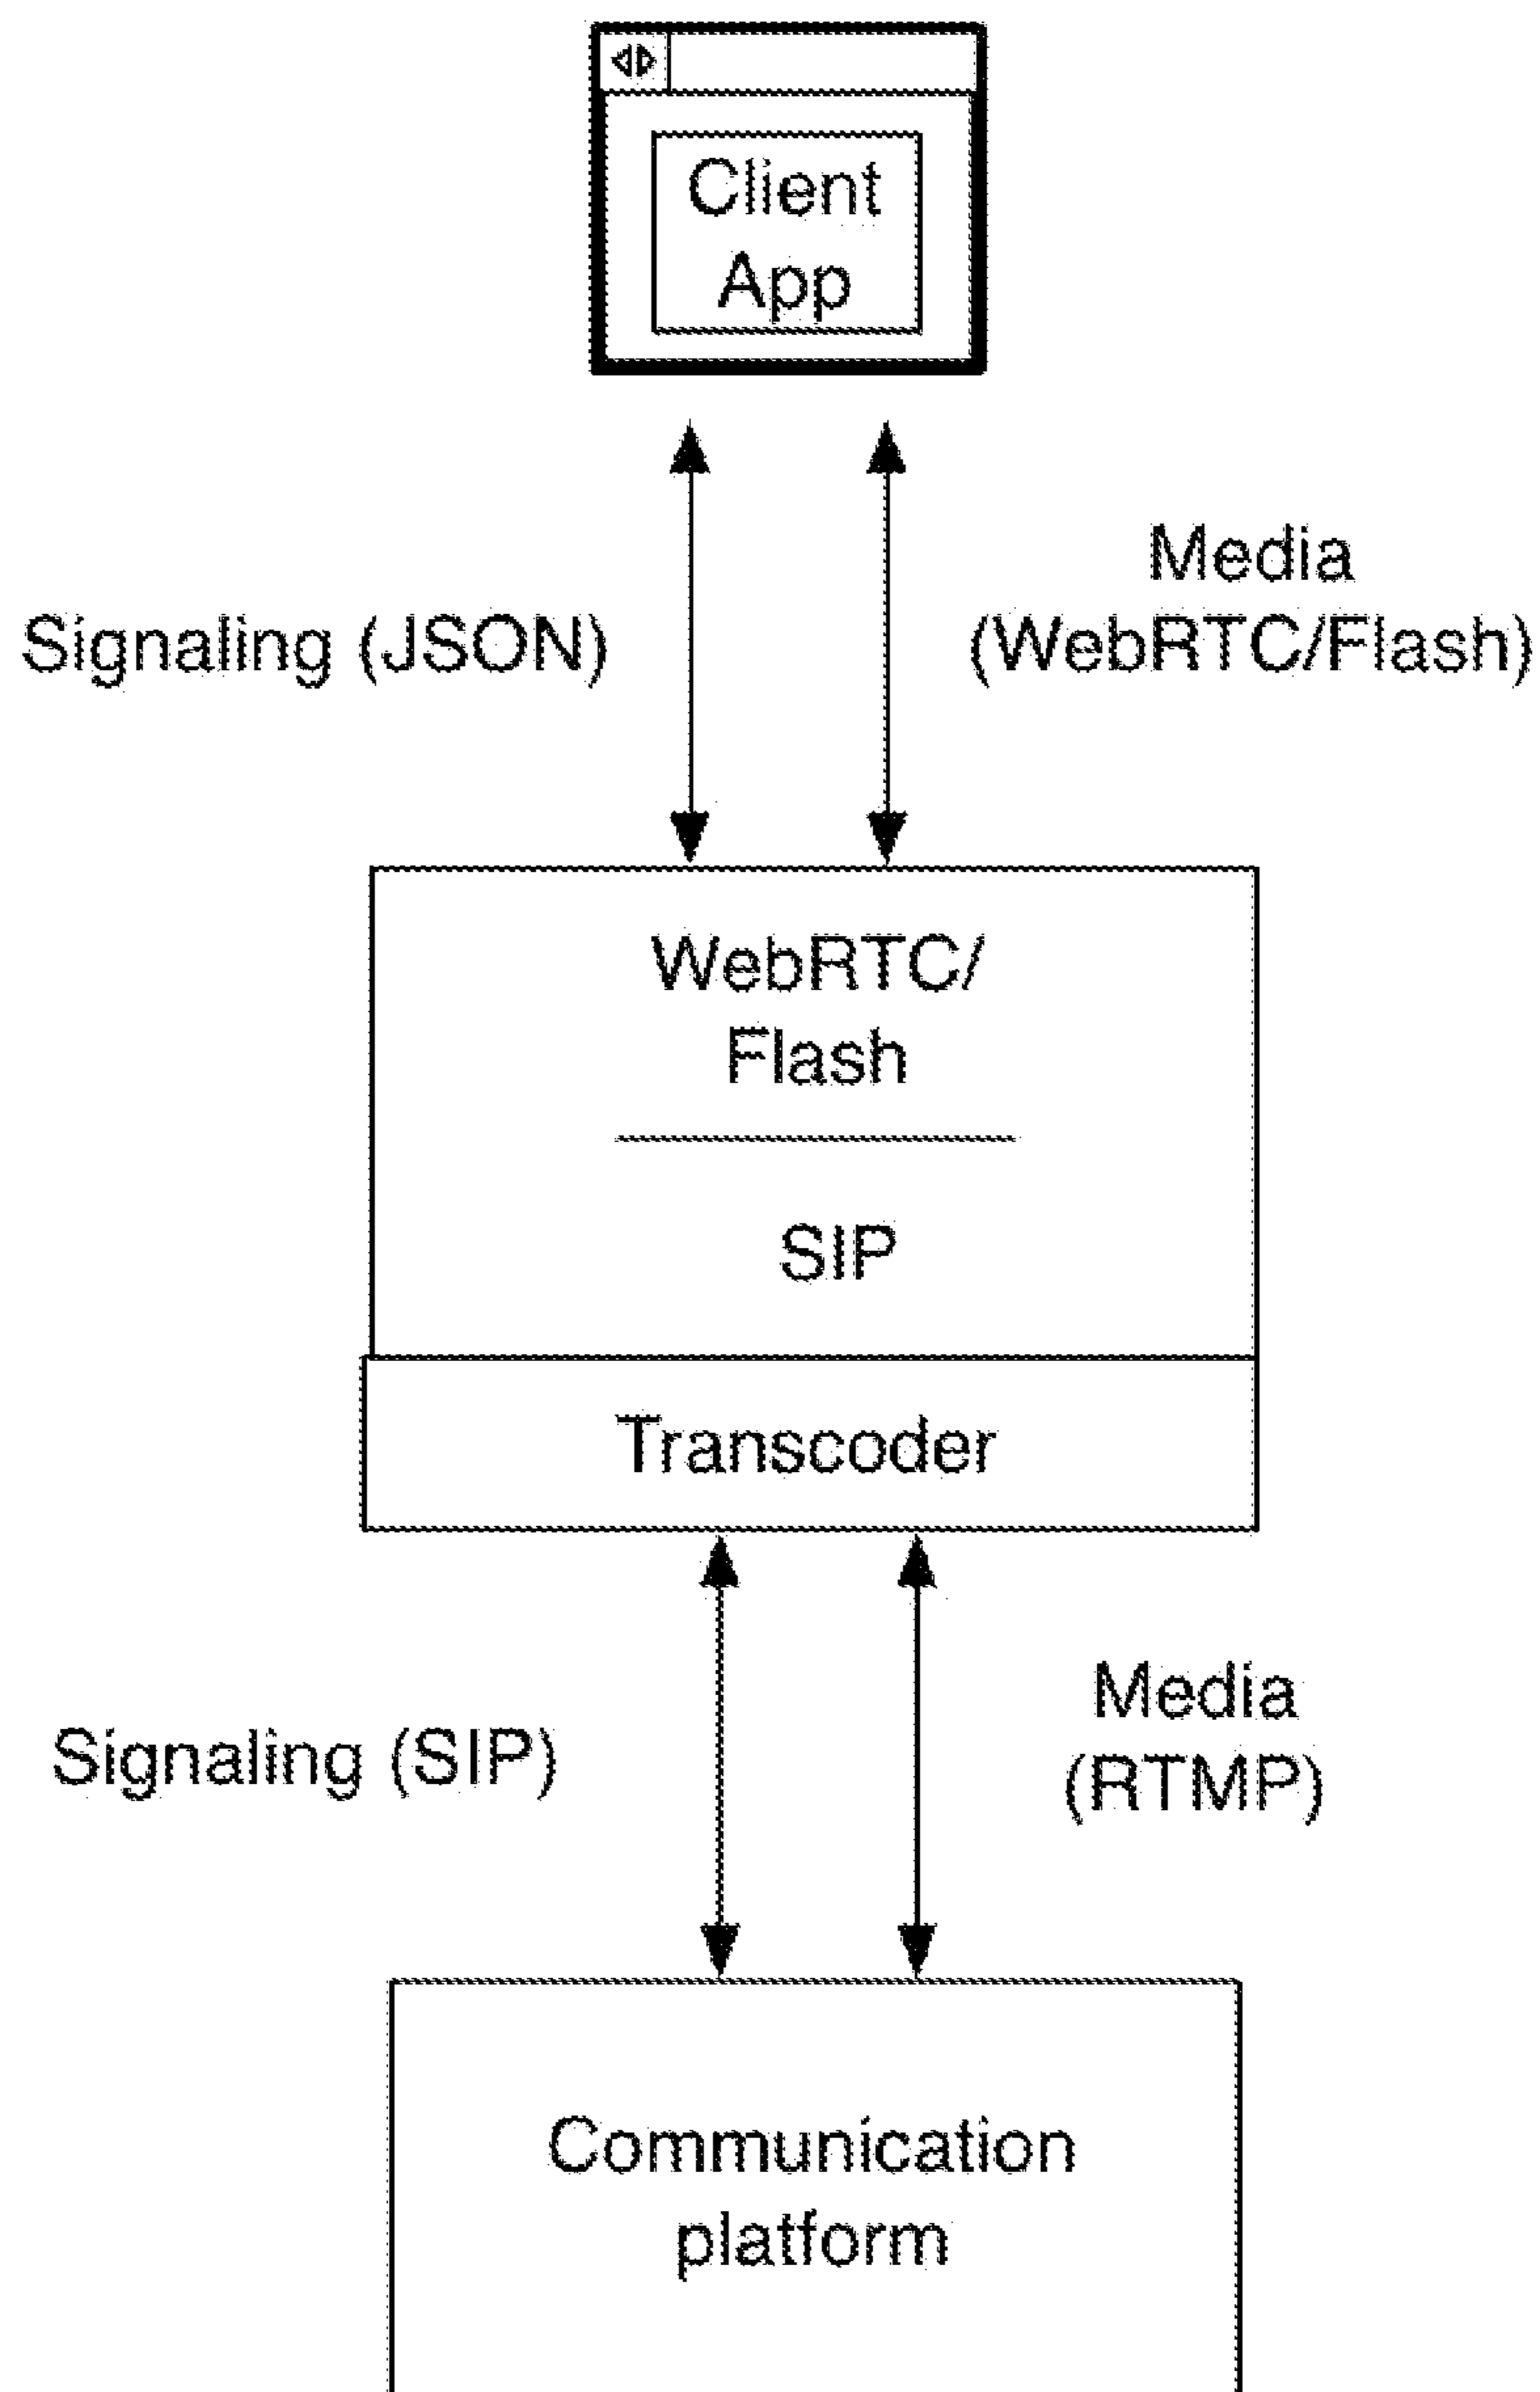 Client
App
Signaling (JSON)
Media
(WebRTC/Flash)
WebRTC/
Flash
SIP
Transcoder
Signaling (SIP)
Media
(RTMP)
Communication
platform